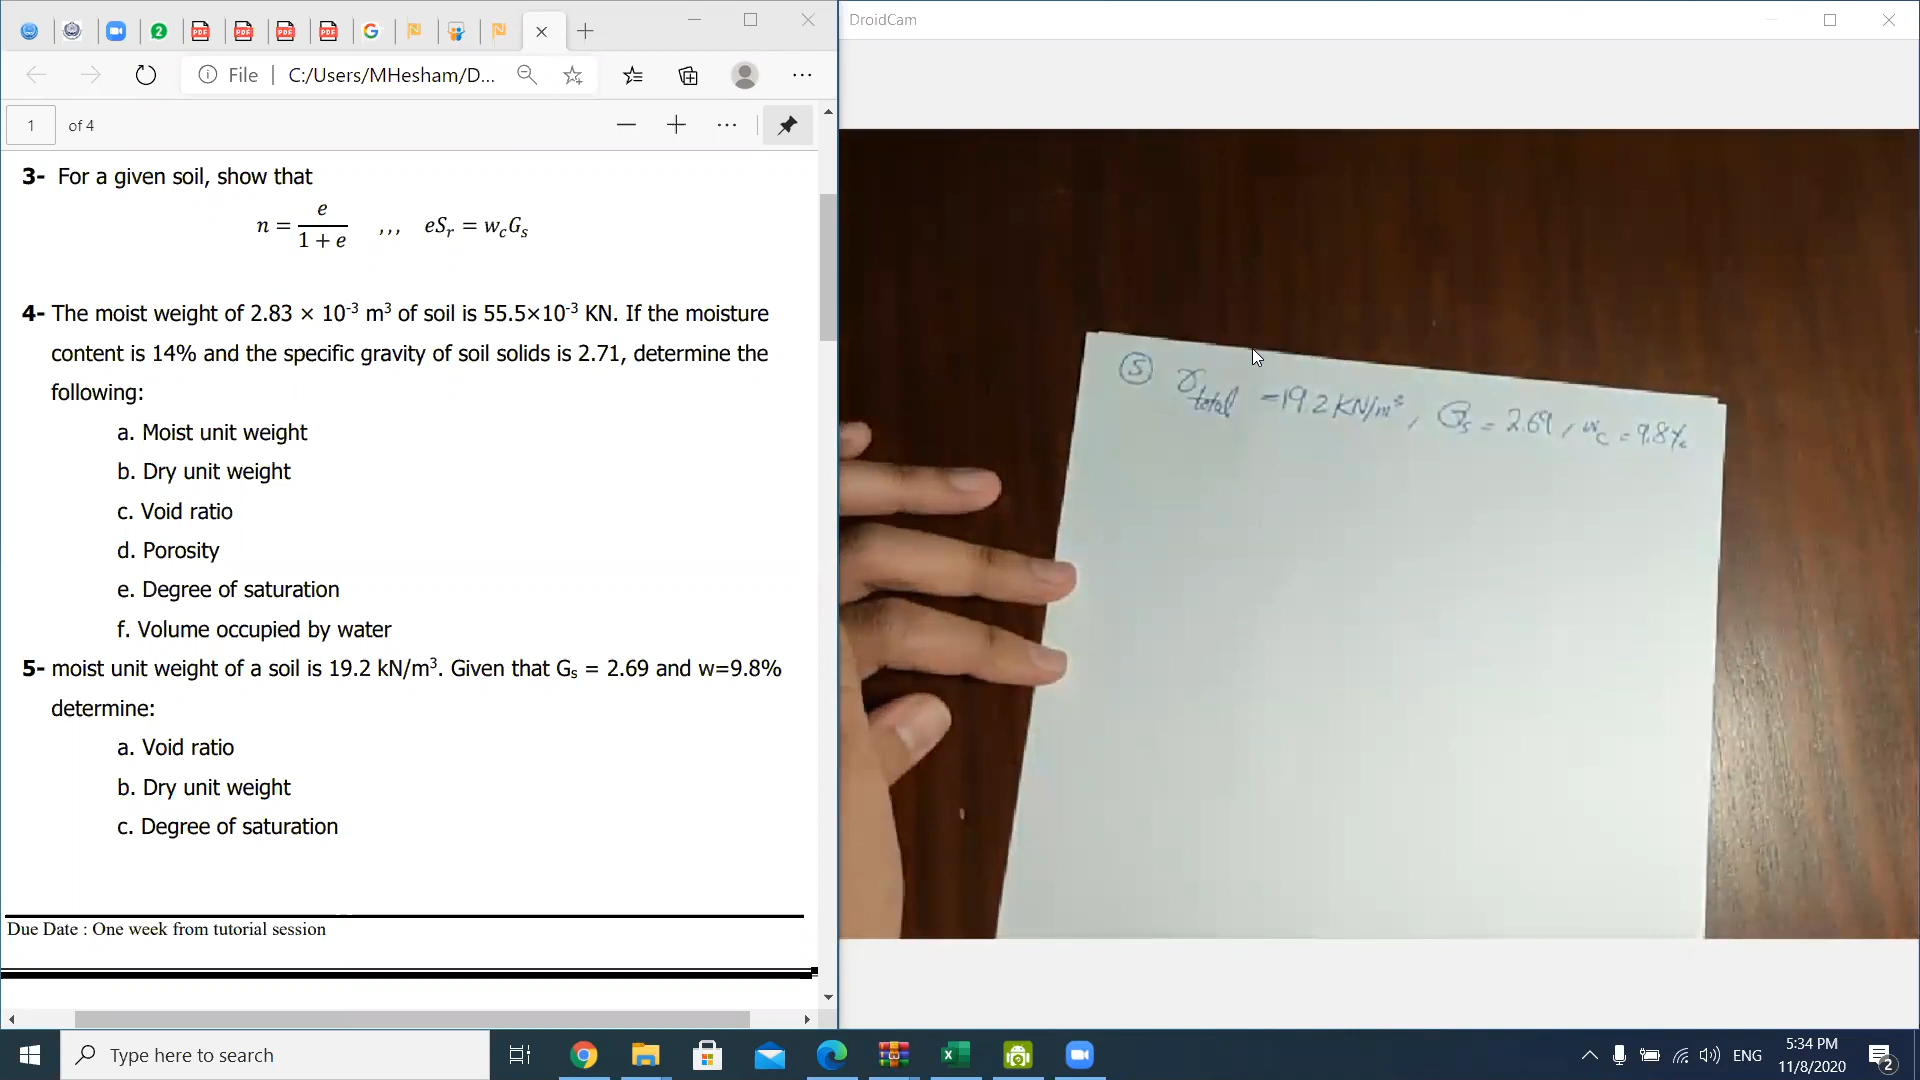 DroidCam
2
File
C:/Users/MHesham/D...
1 of 4
3- For a given soil, show that
n = e / 1 + e ,,, eSr = wcGs
4- The moist weight of 2.83 × 10-3 m3 of soil is 55.5×10-3 KN. If the moisture
content is 14% and the specific gravity of soil solids is 2.71, determine the
following:
a. Moist unit weight
b. Dry unit weight
c. Void ratio
d. Porosity
e. Degree of saturation
f. Volume occupied by water
5- moist unit weight of a soil is 19.2 kN/m3. Given that Gs = 2.69 and w=9.8%
determine:
a. Void ratio
b. Dry unit weight
c. Degree of saturation
Due Date : One week from tutorial session
5 γtotal = 19.2 KN/m3, Gs = 2.69, wc = 9.8%
Type here to search
ENG
5:34 PM
11/8/2020
2